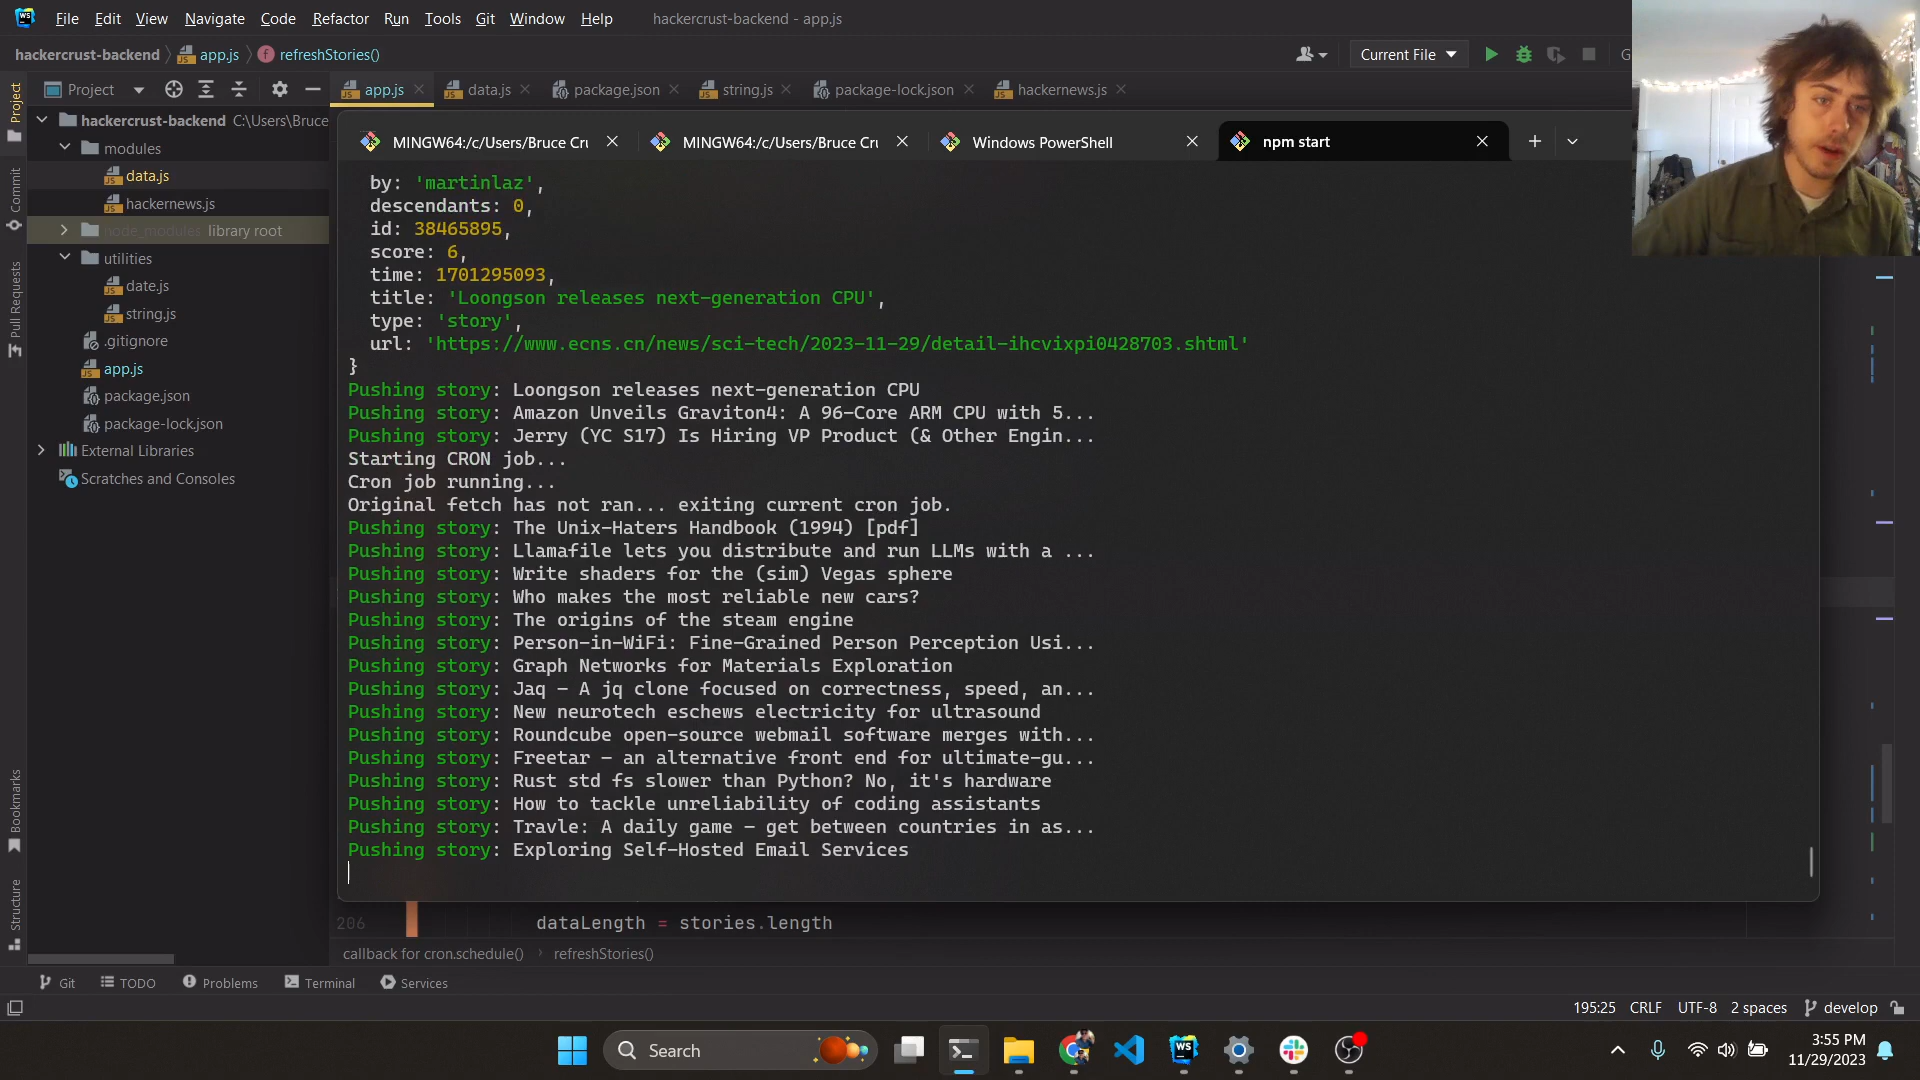 File Edit View Navigate Code Refactor Run Tools Git Window Help hackercrust-backend - app.js
hackercrust-backend app.js refreshStories() Current File G
Project app.js data.js package.json string.js package-lock.json hackernews.js
Project
Commit
Pull Requests
Bookmarks
Structure
hackercrust-backend C:\Users\Bruce
modules
data.js
hackernews.js
node_modules library root
utilities
date.js
string.js
.gitignore
app.js
package.json
package-lock.json
External Libraries
Scratches and Consoles
MINGW64:/c/Users/Bruce Cru MINGW64:/c/Users/Bruce Cru Windows PowerShell npm start
by: 'martinlaz',
descendants: 0,
id: 38465895,
score: 6,
time: 1701295093,
title: 'Loongson releases next-generation CPU',
type: 'story',
url: 'https://www.ecns.cn/news/sci-tech/2023-11-29/detail-ihcvixpi0428703.shtml'
}
Pushing story: Loongson releases next-generation CPU
Pushing story: Amazon Unveils Graviton4: A 96-Core ARM CPU with 5...
Pushing story: Jerry (YC S17) Is Hiring VP Product (& Other Engin...
Starting CRON job...
Cron job running...
Original fetch has not ran... exiting current cron job.
Pushing story: The Unix-Haters Handbook (1994) [pdf]
Pushing story: Llamafile lets you distribute and run LLMs with a ...
Pushing story: Write shaders for the (sim) Vegas sphere
Pushing story: Who makes the most reliable new cars?
Pushing story: The origins of the steam engine
Pushing story: Person-in-WiFi: Fine-Grained Person Perception Usi...
Pushing story: Graph Networks for Materials Exploration
Pushing story: Jaq – A jq clone focused on correctness, speed, an...
Pushing story: New neurotech eschews electricity for ultrasound
Pushing story: Roundcube open-source webmail software merges with...
Pushing story: Freetar – an alternative front end for ultimate-gu...
Pushing story: Rust std fs slower than Python? No, it's hardware
Pushing story: How to tackle unreliability of coding assistants
Pushing story: Travle: A daily game – get between countries in as...
Pushing story: Exploring Self-Hosted Email Services
206 dataLength = stories.length
callback for cron.schedule() refreshStories()
Git TODO Problems Terminal Services
195:25 CRLF UTF-8 2 spaces develop
Search
3:55 PM
11/29/2023